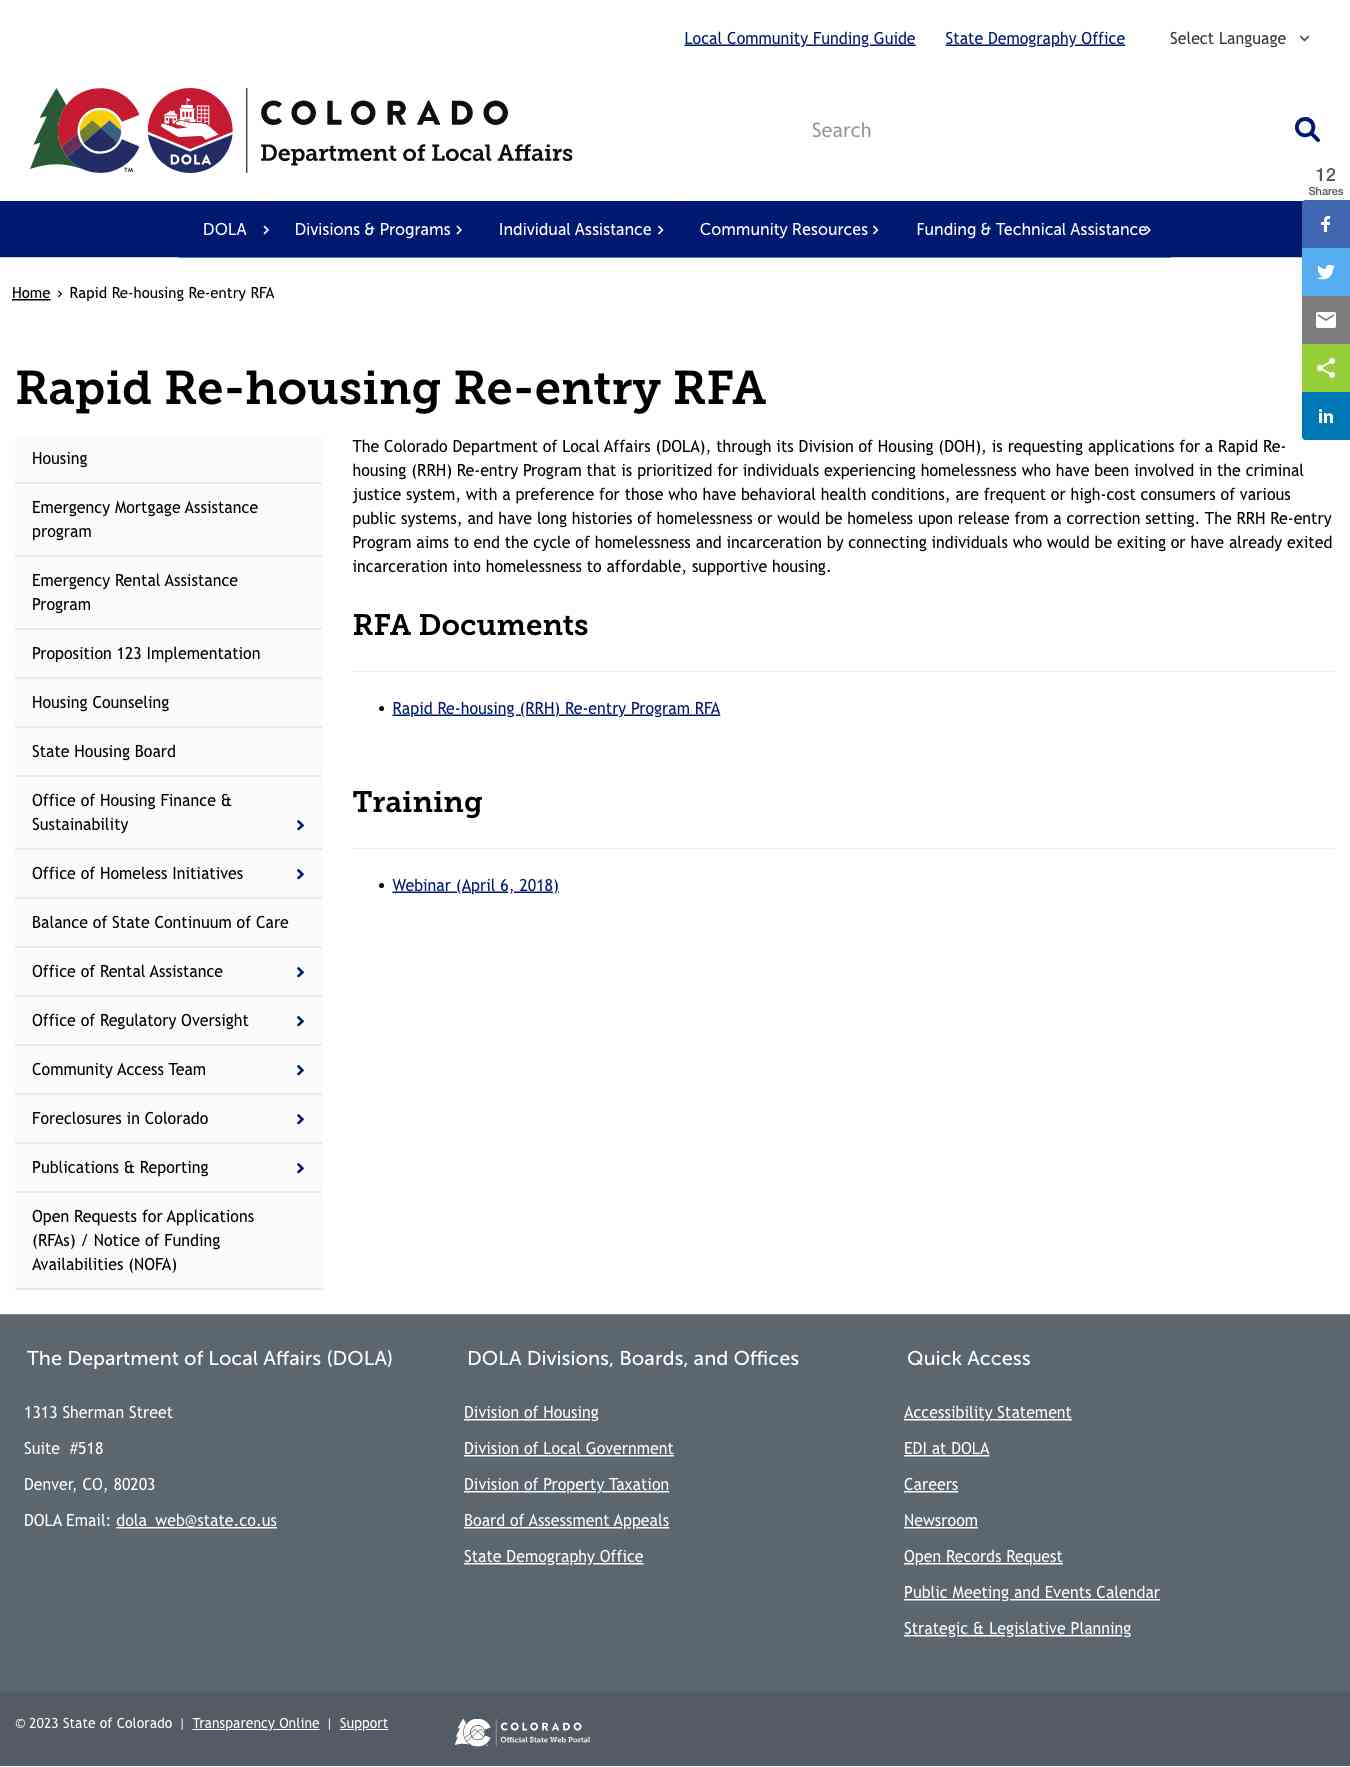 Local Community Funding Guide State Demography Office Select Language
COLORADO
Department of Local Affairs
DOLA
TM
Search
12
Shares
DOLA Divisions & Programs Individual Assistance Community Resources Funding & Technical Assistance
Home › Rapid Re-housing Re-entry RFA
Rapid Re-housing Re-entry RFA
Housing
Emergency Mortgage Assistance
program
Emergency Rental Assistance
Program
Proposition 123 Implementation
Housing Counseling
State Housing Board
Office of Housing Finance &
Sustainability
Office of Homeless Initiatives
Balance of State Continuum of Care
Office of Rental Assistance
Office of Regulatory Oversight
Community Access Team
Foreclosures in Colorado
Publications & Reporting
Open Requests for Applications
(RFAs) / Notice of Funding
Availabilities (NOFA)
The Colorado Department of Local Affairs (DOLA), through its Division of Housing (DOH), is requesting applications for a Rapid Re-
housing (RRH) Re-entry Program that is prioritized for individuals experiencing homelessness who have been involved in the criminal
justice system, with a preference for those who have behavioral health conditions, are frequent or high-cost consumers of various
public systems, and have long histories of homelessness or would be homeless upon release from a correction setting. The RRH Re-entry
Program aims to end the cycle of homelessness and incarceration by connecting individuals who would be exiting or have already exited
incarceration into homelessness to affordable, supportive housing.
RFA Documents
• Rapid Re-housing (RRH) Re-entry Program RFA
Training
• Webinar (April 6, 2018)
The Department of Local Affairs (DOLA)
1313 Sherman Street
Suite #518
Denver, CO, 80203
DOLA Email: dola_web@state.co.us
DOLA Divisions, Boards, and Offices
Division of Housing
Division of Local Government
Division of Property Taxation
Board of Assessment Appeals
State Demography Office
Quick Access
Accessibility Statement
EDI at DOLA
Careers
Newsroom
Open Records Request
Public Meeting and Events Calendar
Strategic & Legislative Planning
© 2023 State of Colorado | Transparency Online | Support
COLORADO
Official State Web Portal